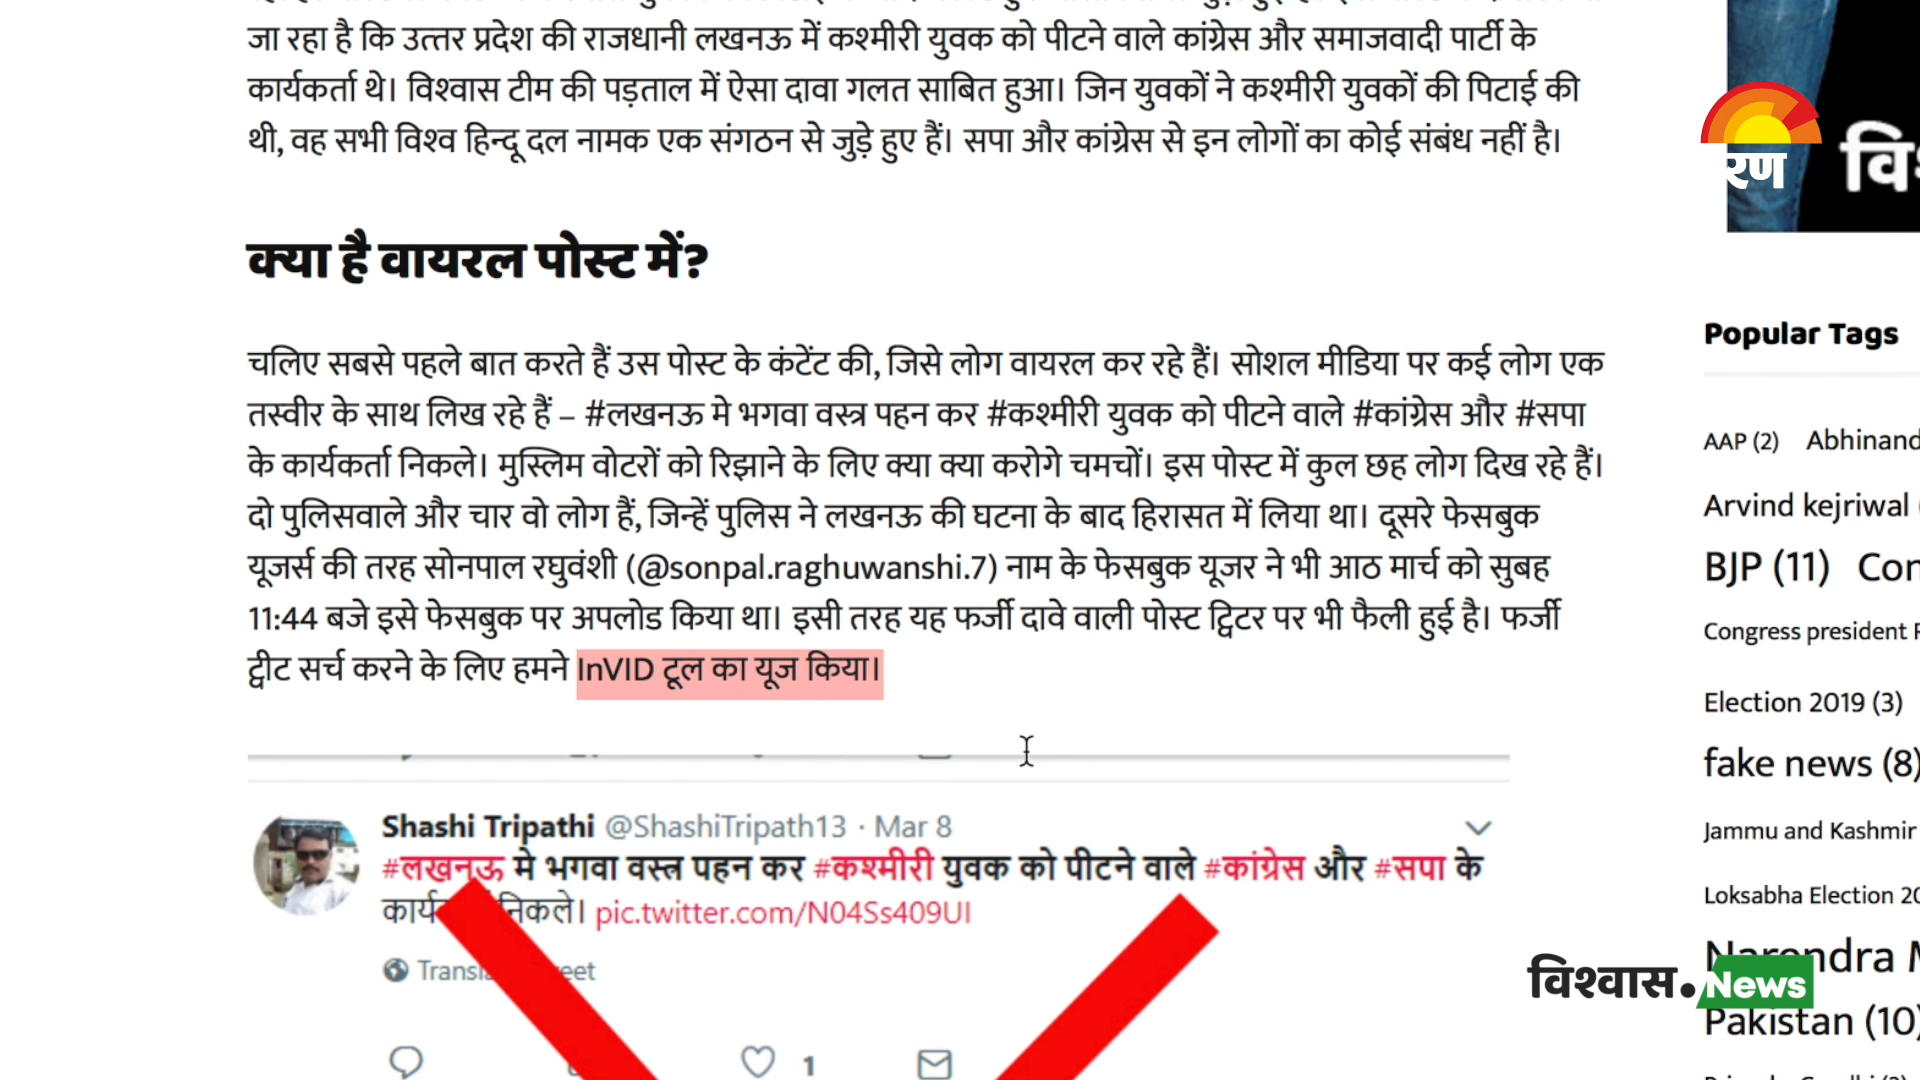 जा रहा है कि उत्तर प्रदेश की राजधानी लखनऊ में कश्मीरी युवक को पीटने वाले कांग्रेस और समाजवादी पार्टी के
कार्यकर्ता थे। विश्वास टीम की पड़ताल में ऐसा दावा गलत साबित हुआ। जिन युवकों ने कश्मीरी युवकों की पिटाई की
थी, वह सभी विश्व हिन्दू दल नामक एक संगठन से जुड़े हुए हैं। सपा और कांग्रेस से इन लोगों का कोई संबंध नहीं है।
क्या है वायरल पोस्ट में?
चलिए सबसे पहले बात करते हैं उस पोस्ट के कंटेंट की, जिसे लोग वायरल कर रहे हैं। सोशल मीडिया पर कई लोग एक
तस्वीर के साथ लिख रहे हैं – #लखनऊ मे भगवा वस्त्र पहन कर #कश्मीरी युवक को पीटने वाले #कांग्रेस और #सपा
के कार्यकर्ता निकले। मुस्लिम वोटरों को रिझाने के लिए क्या क्या करोगे चमचों। इस पोस्ट में कुल छह लोग दिख रहे हैं।
दो पुलिसवाले और चार वो लोग हैं, जिन्हें पुलिस ने लखनऊ की घटना के बाद हिरासत में लिया था। दूसरे फेसबुक
यूजर्स की तरह सोनपाल रघुवंशी (@sonpal.raghuwanshi.7) नाम के फेसबुक यूजर ने भी आठ मार्च को सुबह
11:44 बजे इसे फेसबुक पर अपलोड किया था। इसी तरह यह फर्जी दावे वाली पोस्ट ट्विटर पर भी फैली हुई है। फर्जी
ट्वीट सर्च करने के लिए हमने InVID टूल का यूज किया।
Shashi Tripathi @ShashiTripath13 · Mar 8
#लखनऊ मे भगवा वस्त्र पहन कर #कश्मीरी युवक को पीटने वाले #कांग्रेस और #सपा के
निकले। pic.twitter.com/N04Ss409UI
1
रण
वि
Popular Tags
AAP (2) Abhinand
Arvind kejriwal
BJP (11) Con
Congress president
Election 2019 (3)
fake news (8)
Jammu and Kashmir
Loksabha Election 20
Narendra
विश्वास.News
Pakistan (10)